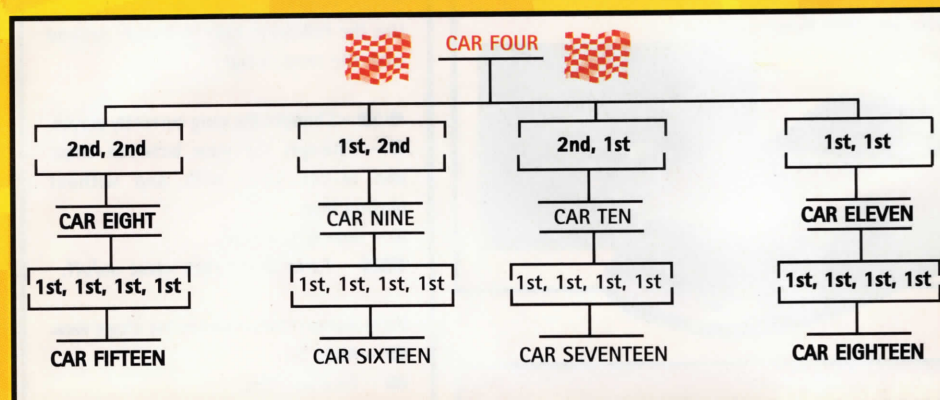 CAR FOUR
2nd, 2nd
1st, 2nd
2nd, 1st
1st, 1st
CAR EIGHT
CAR NINE
CAR TEN
CAR ELEVEN
1st, 1st, 1st, 1st
1st, 1st, 1st, 1st
1st, 1st, 1st, 1st
1st, 1st, 1st, 1st
CAR FIFTEEN
CAR SIXTEEN
CAR SEVENTEEN
CAR EIGHTEEN